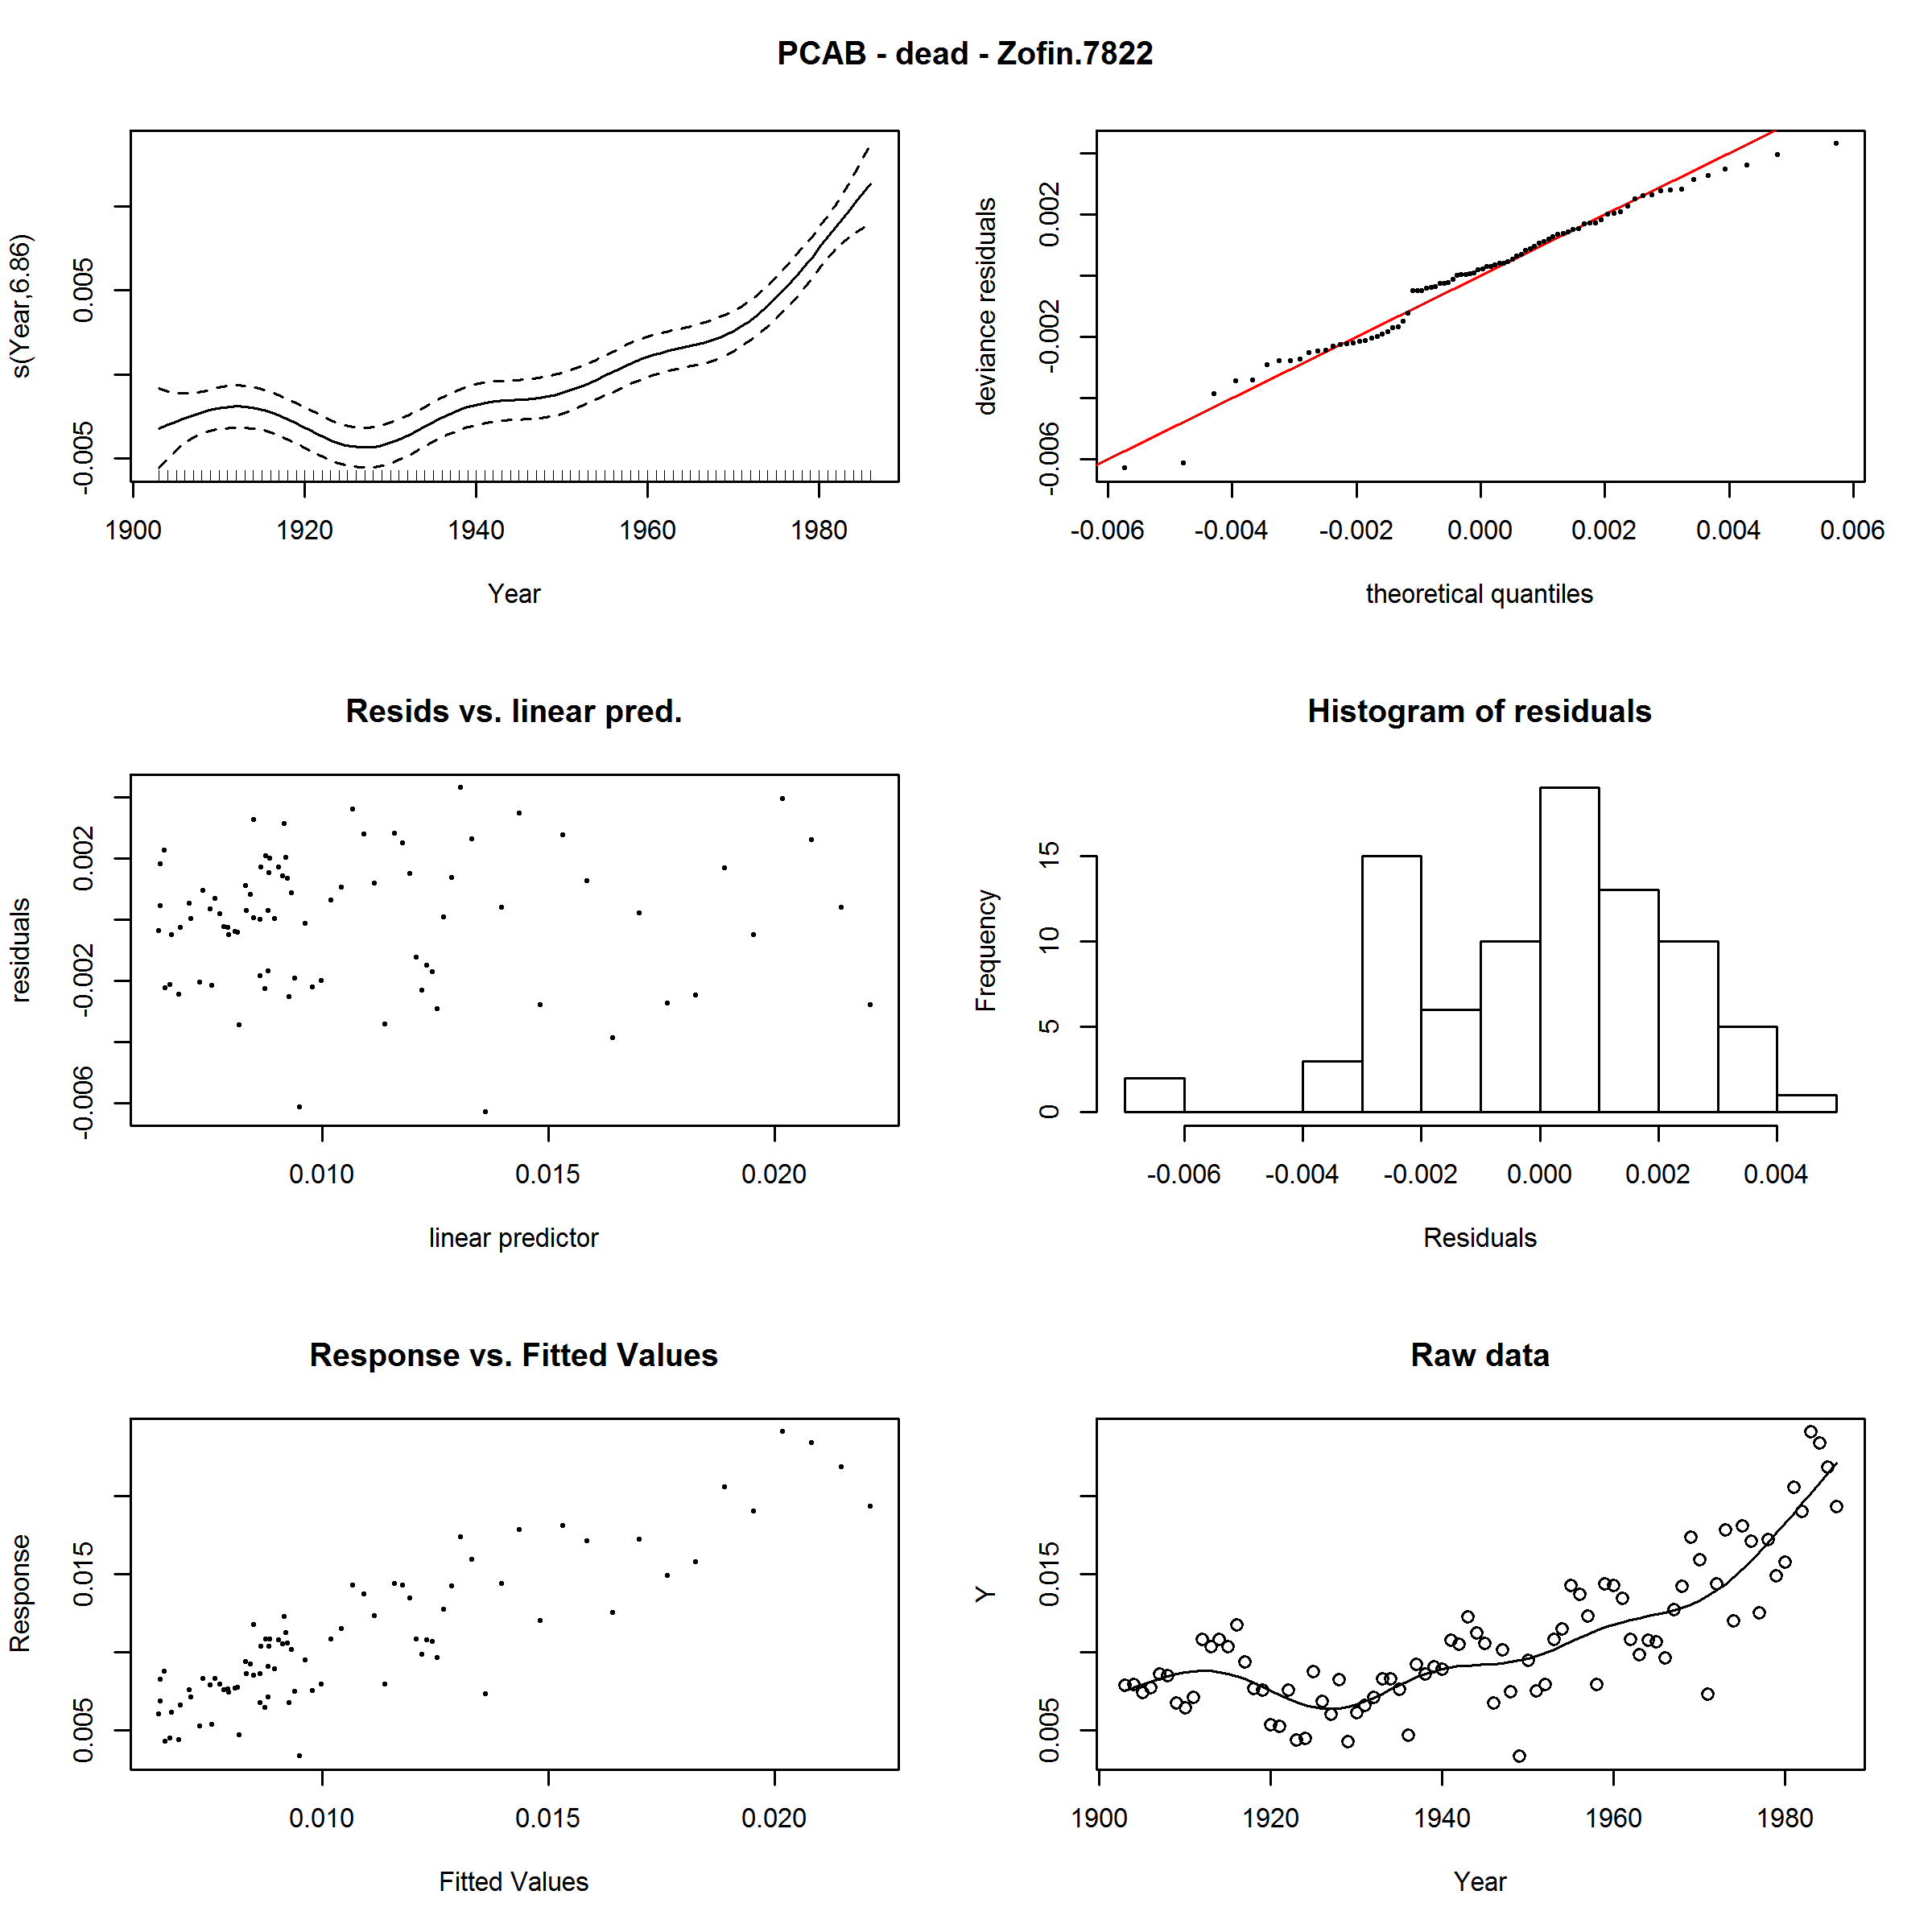 PCAB - dead - Zofin.7822
s(Year,6.86)
-0.005 0.005
1900 1920 1940 1960 1980
Year
deviance residuals
-0.006 -0.002 0.002
-0.006 -0.004 -0.002 0.000 0.002 0.004 0.006
theoretical quantiles
Resids vs. linear pred.
residuals
-0.006 -0.002 0.002
0.010 0.015 0.020
linear predictor
Histogram of residuals
Frequency
0 5 10 15
-0.006 -0.004 -0.002 0.000 0.002 0.004
Residuals
Response vs. Fitted Values
Response
0.005 0.015
0.010 0.015 0.020
Fitted Values
Raw data
Y
0.005 0.015
1900 1920 1940 1960 1980
Year